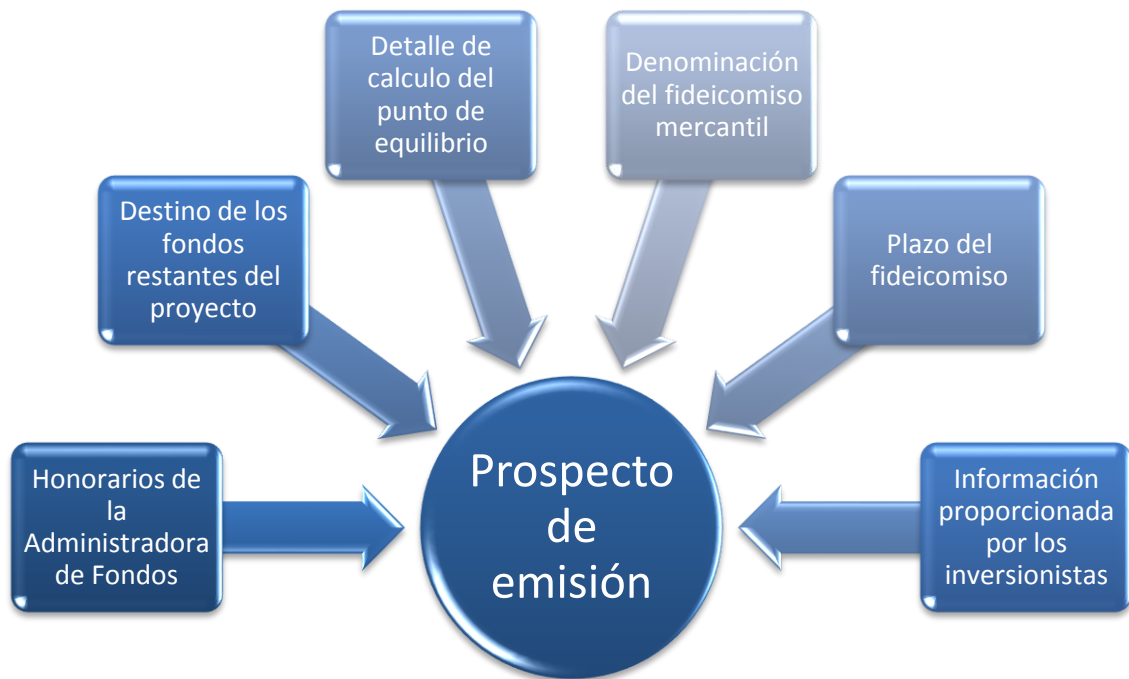 Detalle de
calculo del
punto de
equilibrio
Denominación
del fideicomiso
mercantil
Destino de los
fondos
restantes del
proyecto
Plazo del
fideicomiso
Honorarios de
la
Administradora
de Fondos
Prospecto
de
emisión
Información
proporcionada
por los
inversionistas